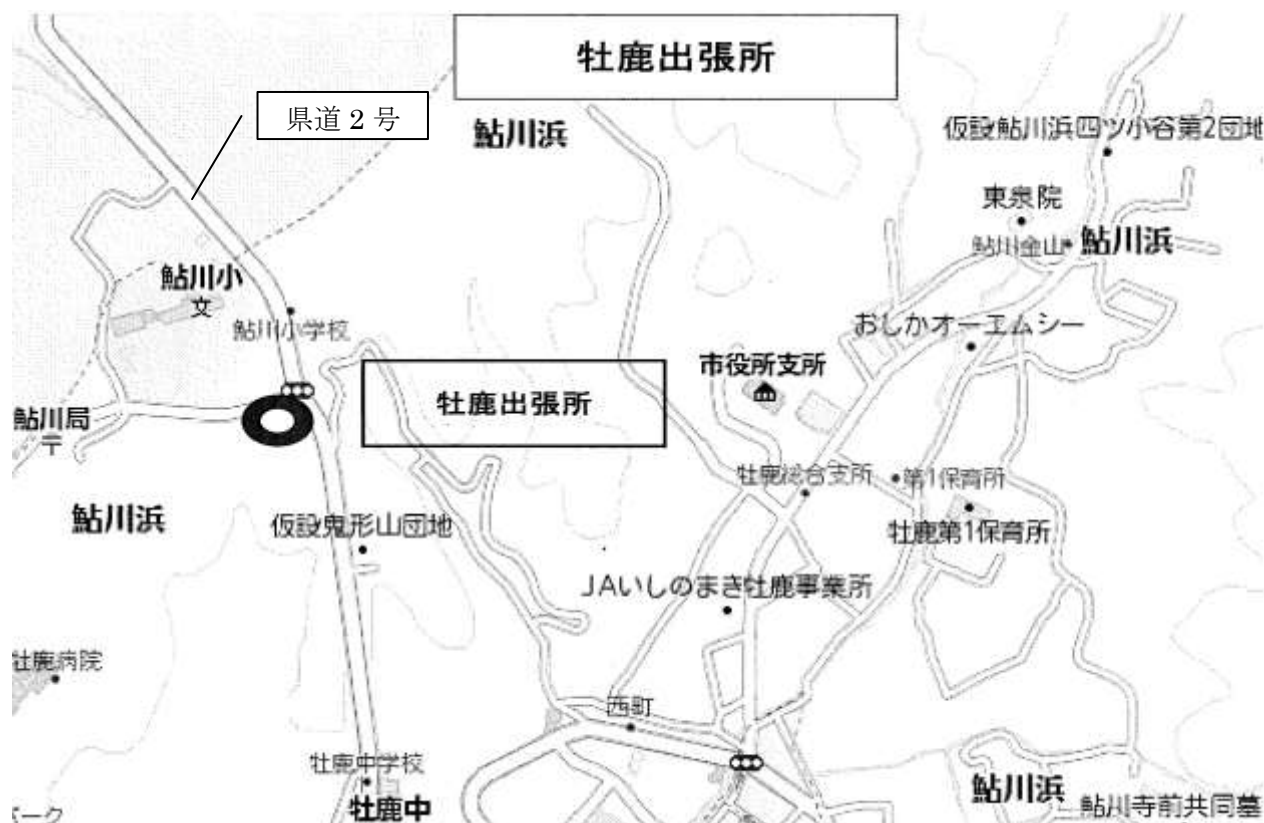 牡鹿出張所
県道2号
鮎川浜
仮設鮎川浜四ツ小谷第2団地
東泉院
鮎川金山
鮎川浜
鮎川小
文
鮎川小学校
おしかオーエムシー
市役所支所
牡鹿出張所
鮎川局
〒
牡鹿総合支所
第1保育所
鮎川浜
仮設鬼形山団地
牡鹿第1保育所
JAいしのまき牡鹿事業所
牡鹿病院
西町
牡鹿中学校
牡鹿中
鮎川浜
鮎川寺前共同墓
パーク